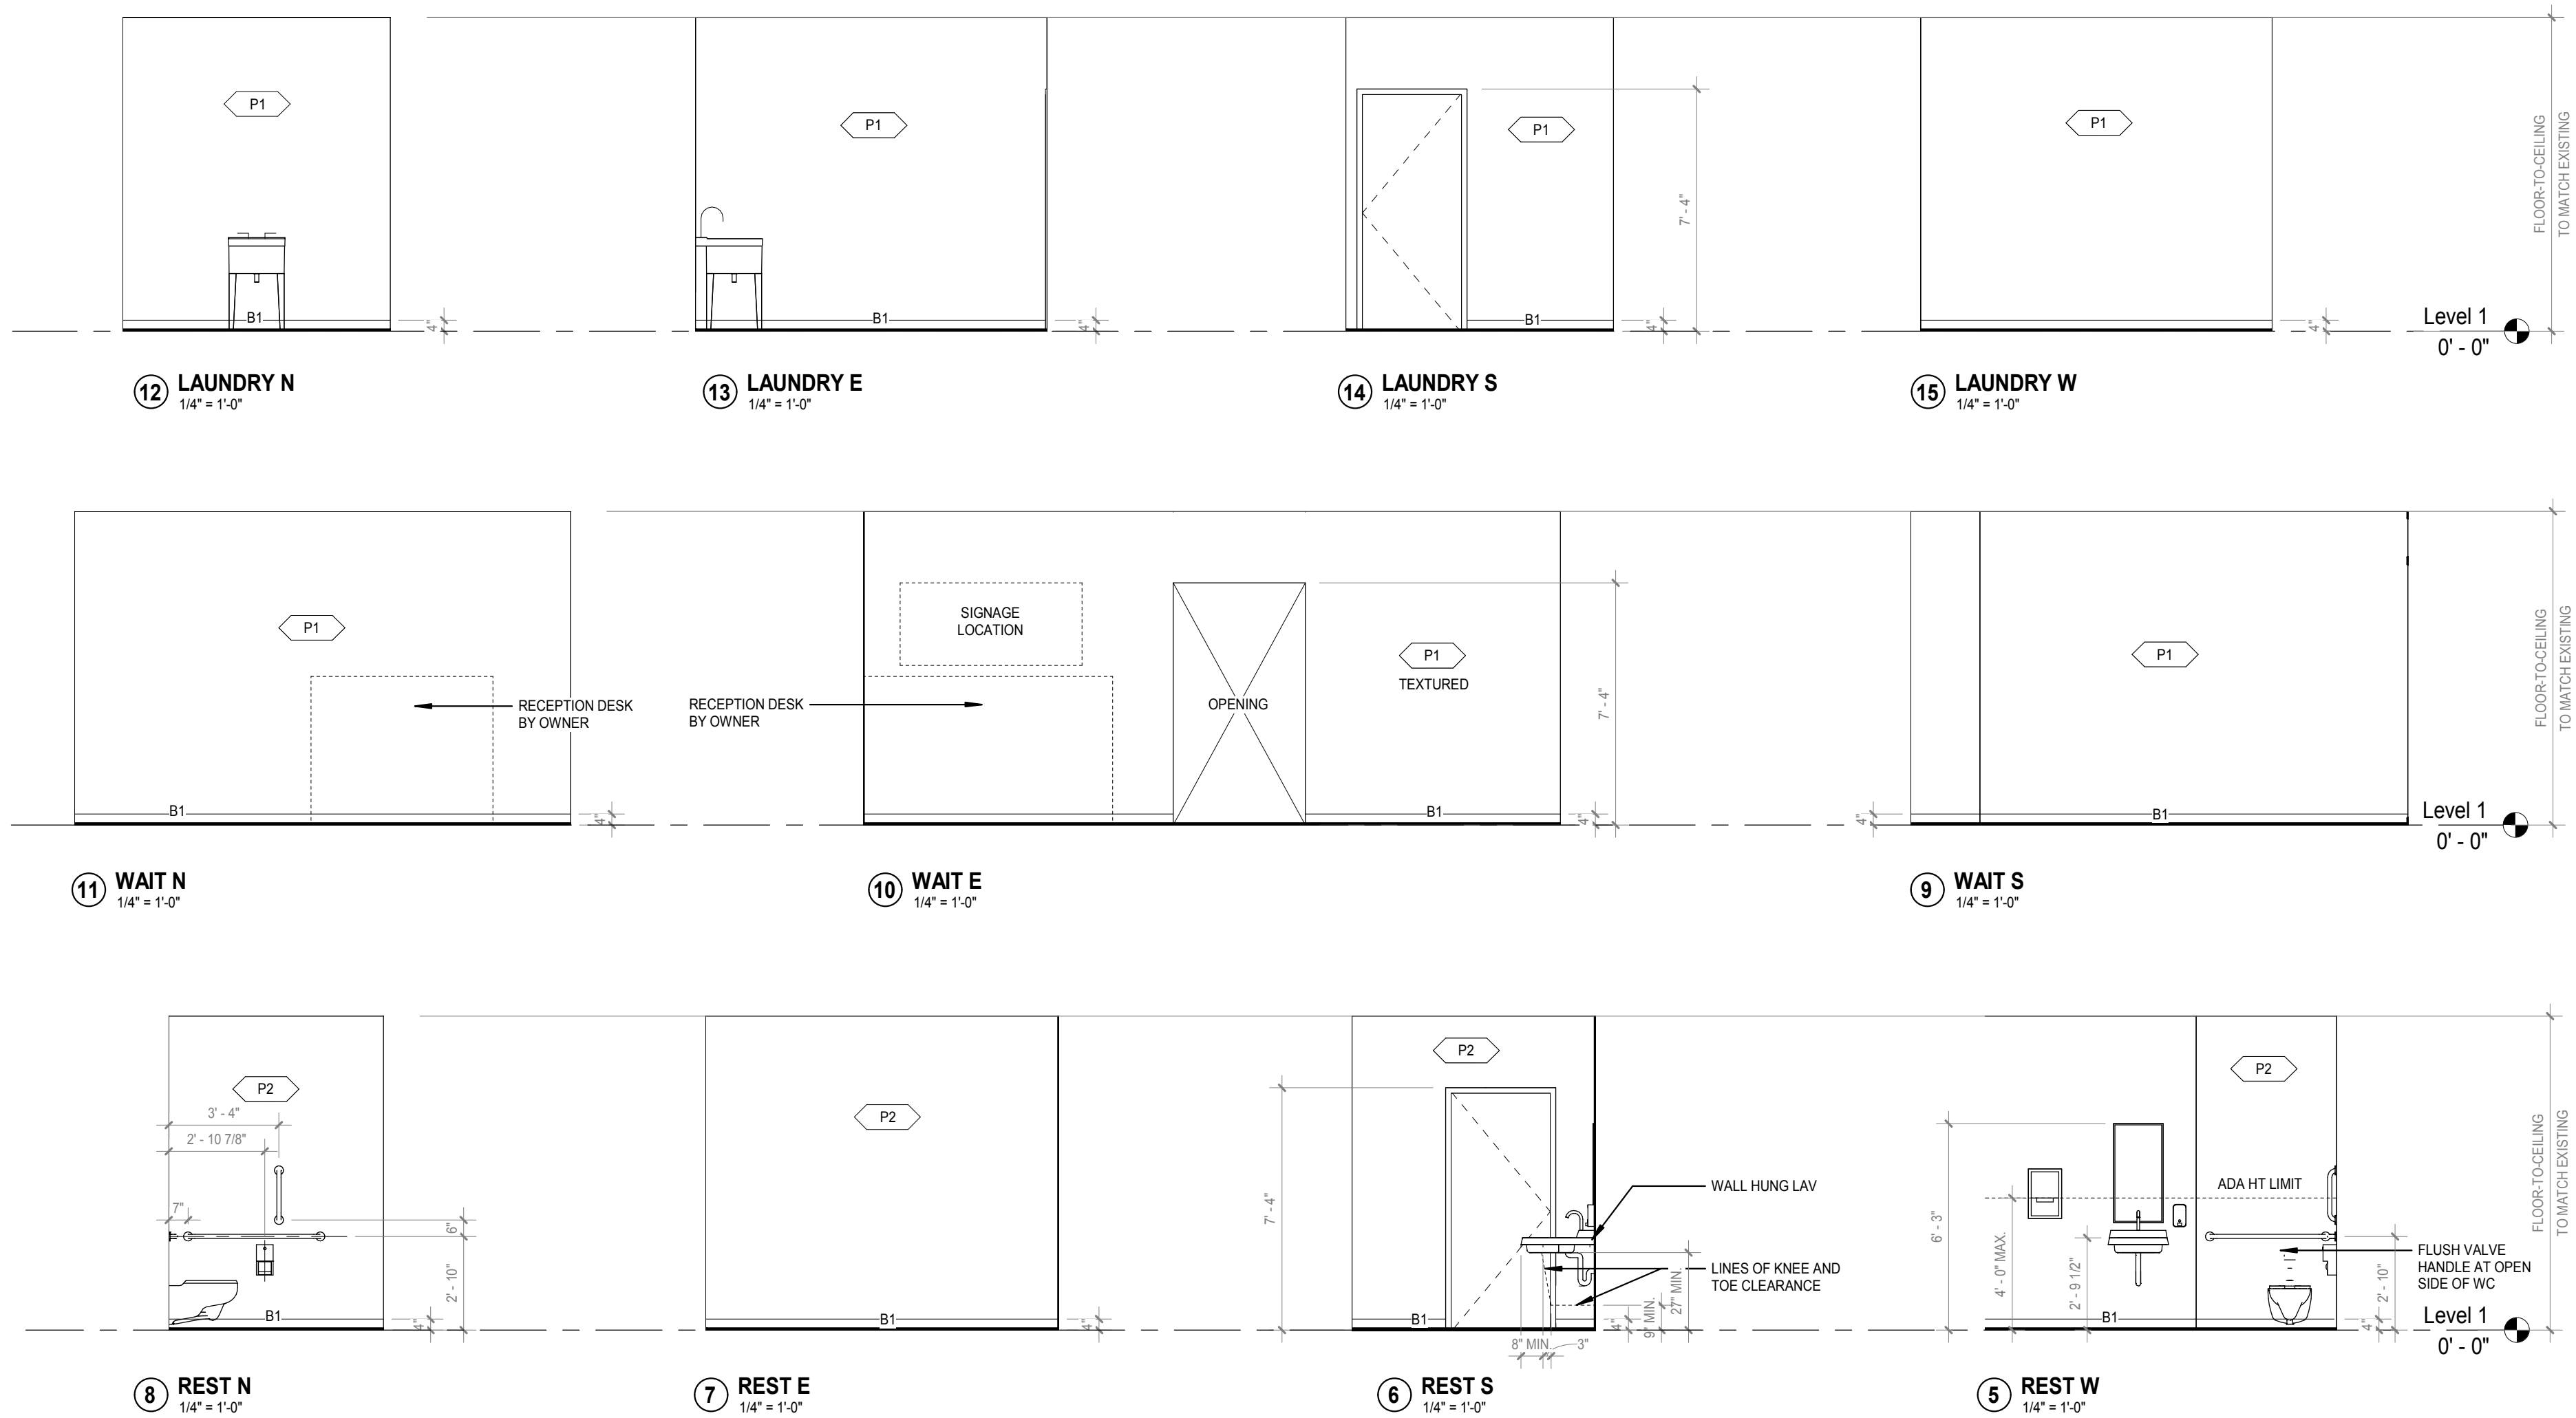 P1
P1
P1
P1
7' - 4"
FLOOR-TO-CEILING
TO MATCH EXISTING
B1
4"
B1
4"
B1
4"
4"
Level 1
0' - 0"
12 LAUNDRY N
1/4" = 1'-0"
13 LAUNDRY E
1/4" = 1'-0"
14 LAUNDRY S
1/4" = 1'-0"
15 LAUNDRY W
1/4" = 1'-0"
P1
RECEPTION DESK
BY OWNER
B1
4"
SIGNAGE
LOCATION
RECEPTION DESK
BY OWNER
OPENING
P1
TEXTURED
7' - 4"
B1
4"
4"
P1
B1
FLOOR-TO-CEILING
TO MATCH EXISTING
Level 1
0' - 0"
11 WAIT N
1/4" = 1'-0"
10 WAIT E
1/4" = 1'-0"
9 WAIT S
1/4" = 1'-0"
P2
3' - 4"
2' - 10 7/8"
7"
6"
2' - 10"
B1
4"
P2
B1
4"
P2
7' - 4"
WALL HUNG LAV
LINES OF KNEE AND
TOE CLEARANCE
27" MIN.
9" MIN.
4"
B1
8" MIN.
3"
P2
6' - 3"
ADA HT LIMIT
4' - 0" MAX.
2' - 9 1/2"
FLUSH VALVE
HANDLE AT OPEN
SIDE OF WC
2' - 10"
4"
B1
FLOOR-TO-CEILING
TO MATCH EXISTING
Level 1
0' - 0"
8 REST N
1/4" = 1'-0"
7 REST E
1/4" = 1'-0"
6 REST S
1/4" = 1'-0"
5 REST W
1/4" = 1'-0"